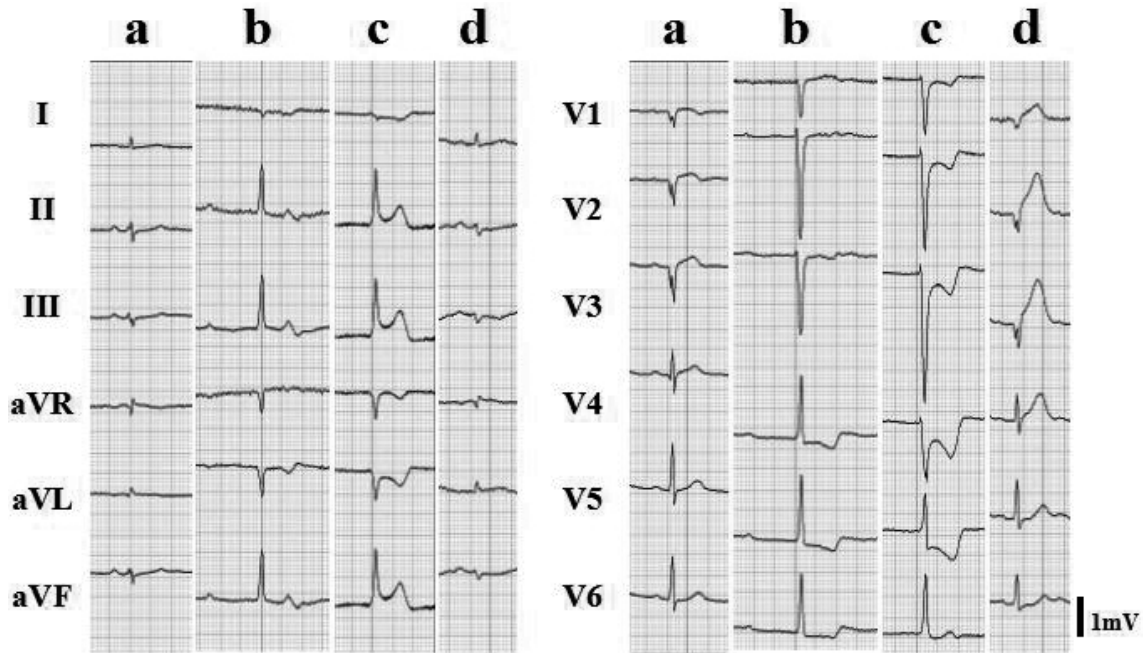 a b c d a b c d
I V1
II V2
III V3
aVR V4
aVL V5
aVF V6
1mV